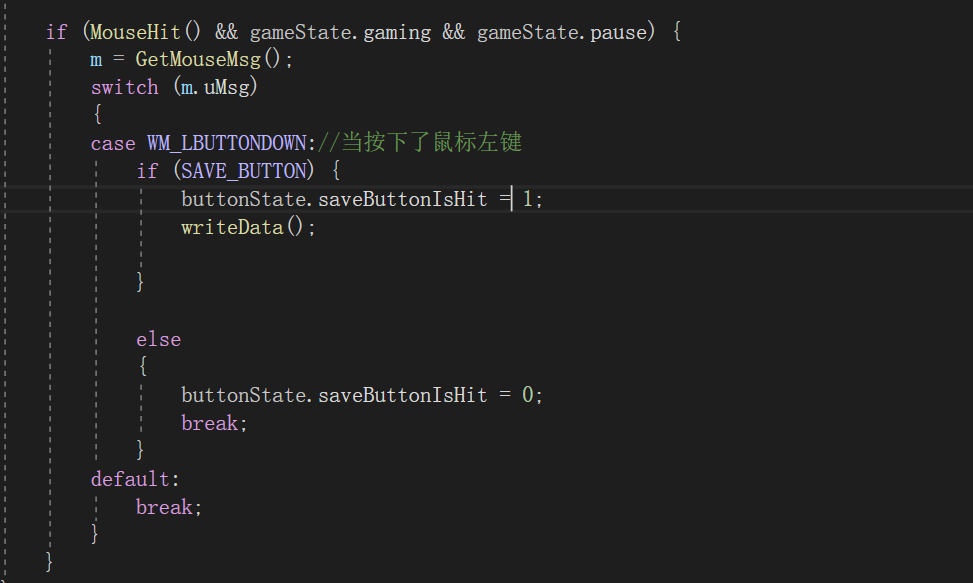 if (MouseHit() && gameState.gaming && gameState.pause) {
m = GetMouseMsg();
switch (m.uMsg)
{
case WM_LBUTTONDOWN://当按下了鼠标左键
if (SAVE_BUTTON) {
buttonState.saveButtonIsHit = 1;
writeData();
}
else
{
buttonState.saveButtonIsHit = 0;
break;
}
default:
break;
}
}